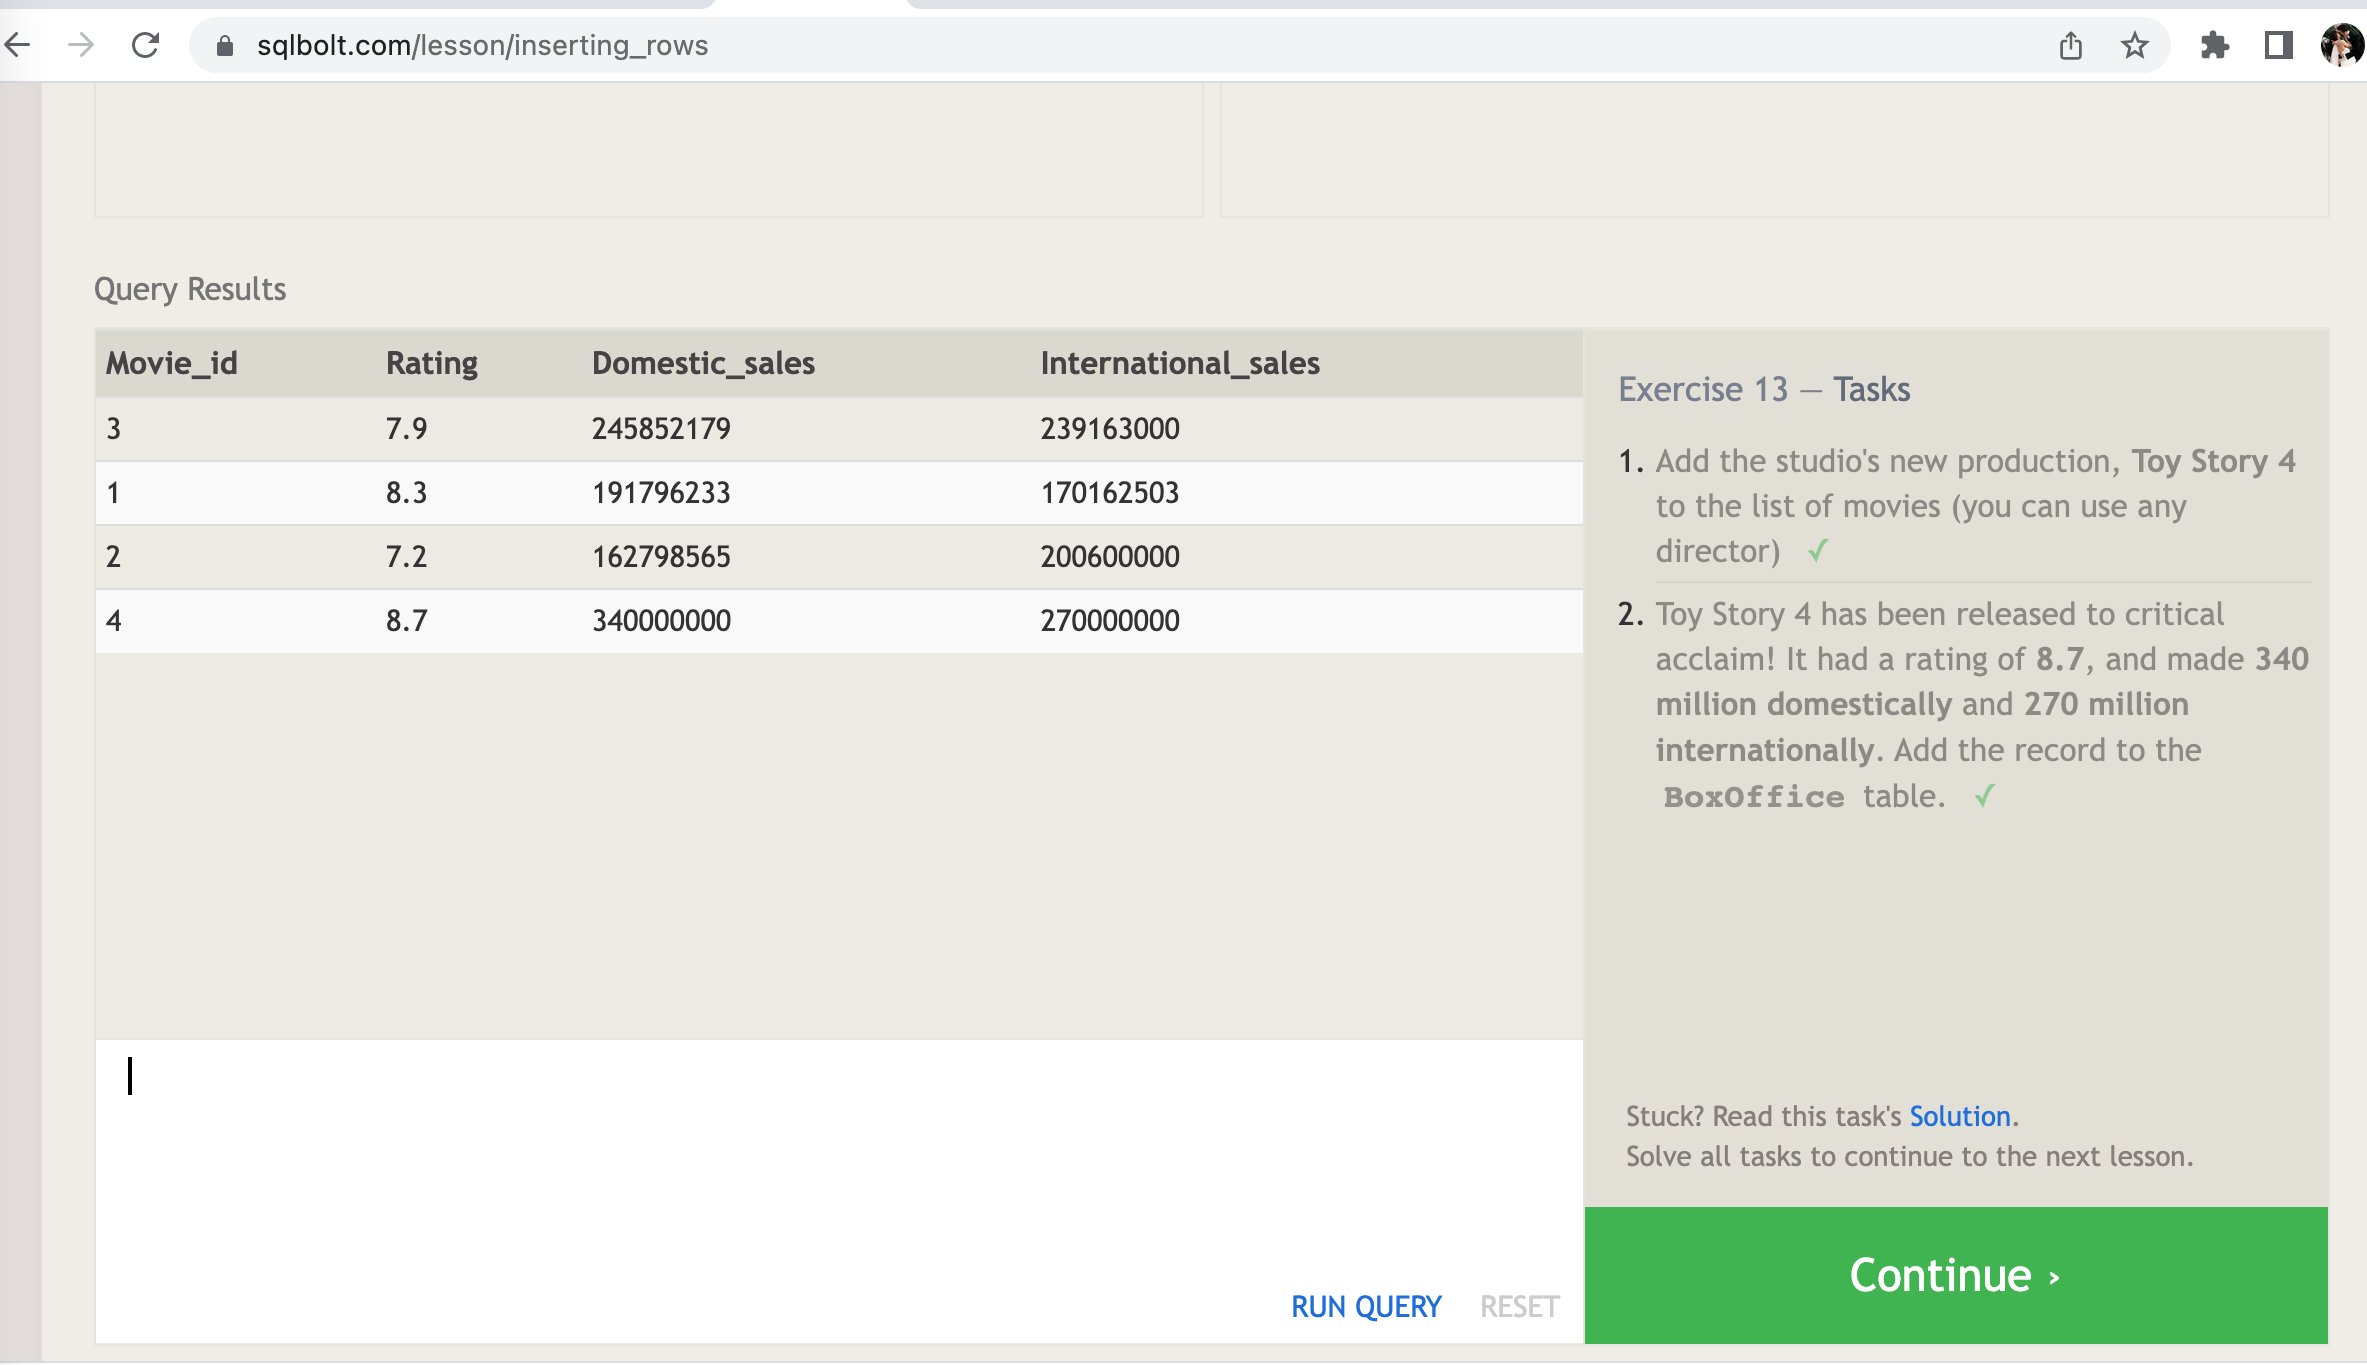 sqlbolt.com/lesson/inserting_rows
Query Results
Movie_id Rating Domestic_sales International_sales
3 7.9 245852179 239163000
1 8.3 191796233 170162503
2 7.2 162798565 200600000
4 8.7 340000000 270000000
Exercise 13 — Tasks
1. Add the studio's new production, Toy Story 4
to the list of movies (you can use any
director) ✓
2. Toy Story 4 has been released to critical
acclaim! It had a rating of 8.7, and made 340
million domestically and 270 million
internationally. Add the record to the
BoxOffice table. ✓
Stuck? Read this task's Solution.
Solve all tasks to continue to the next lesson.
RUN QUERY RESET
Continue ›